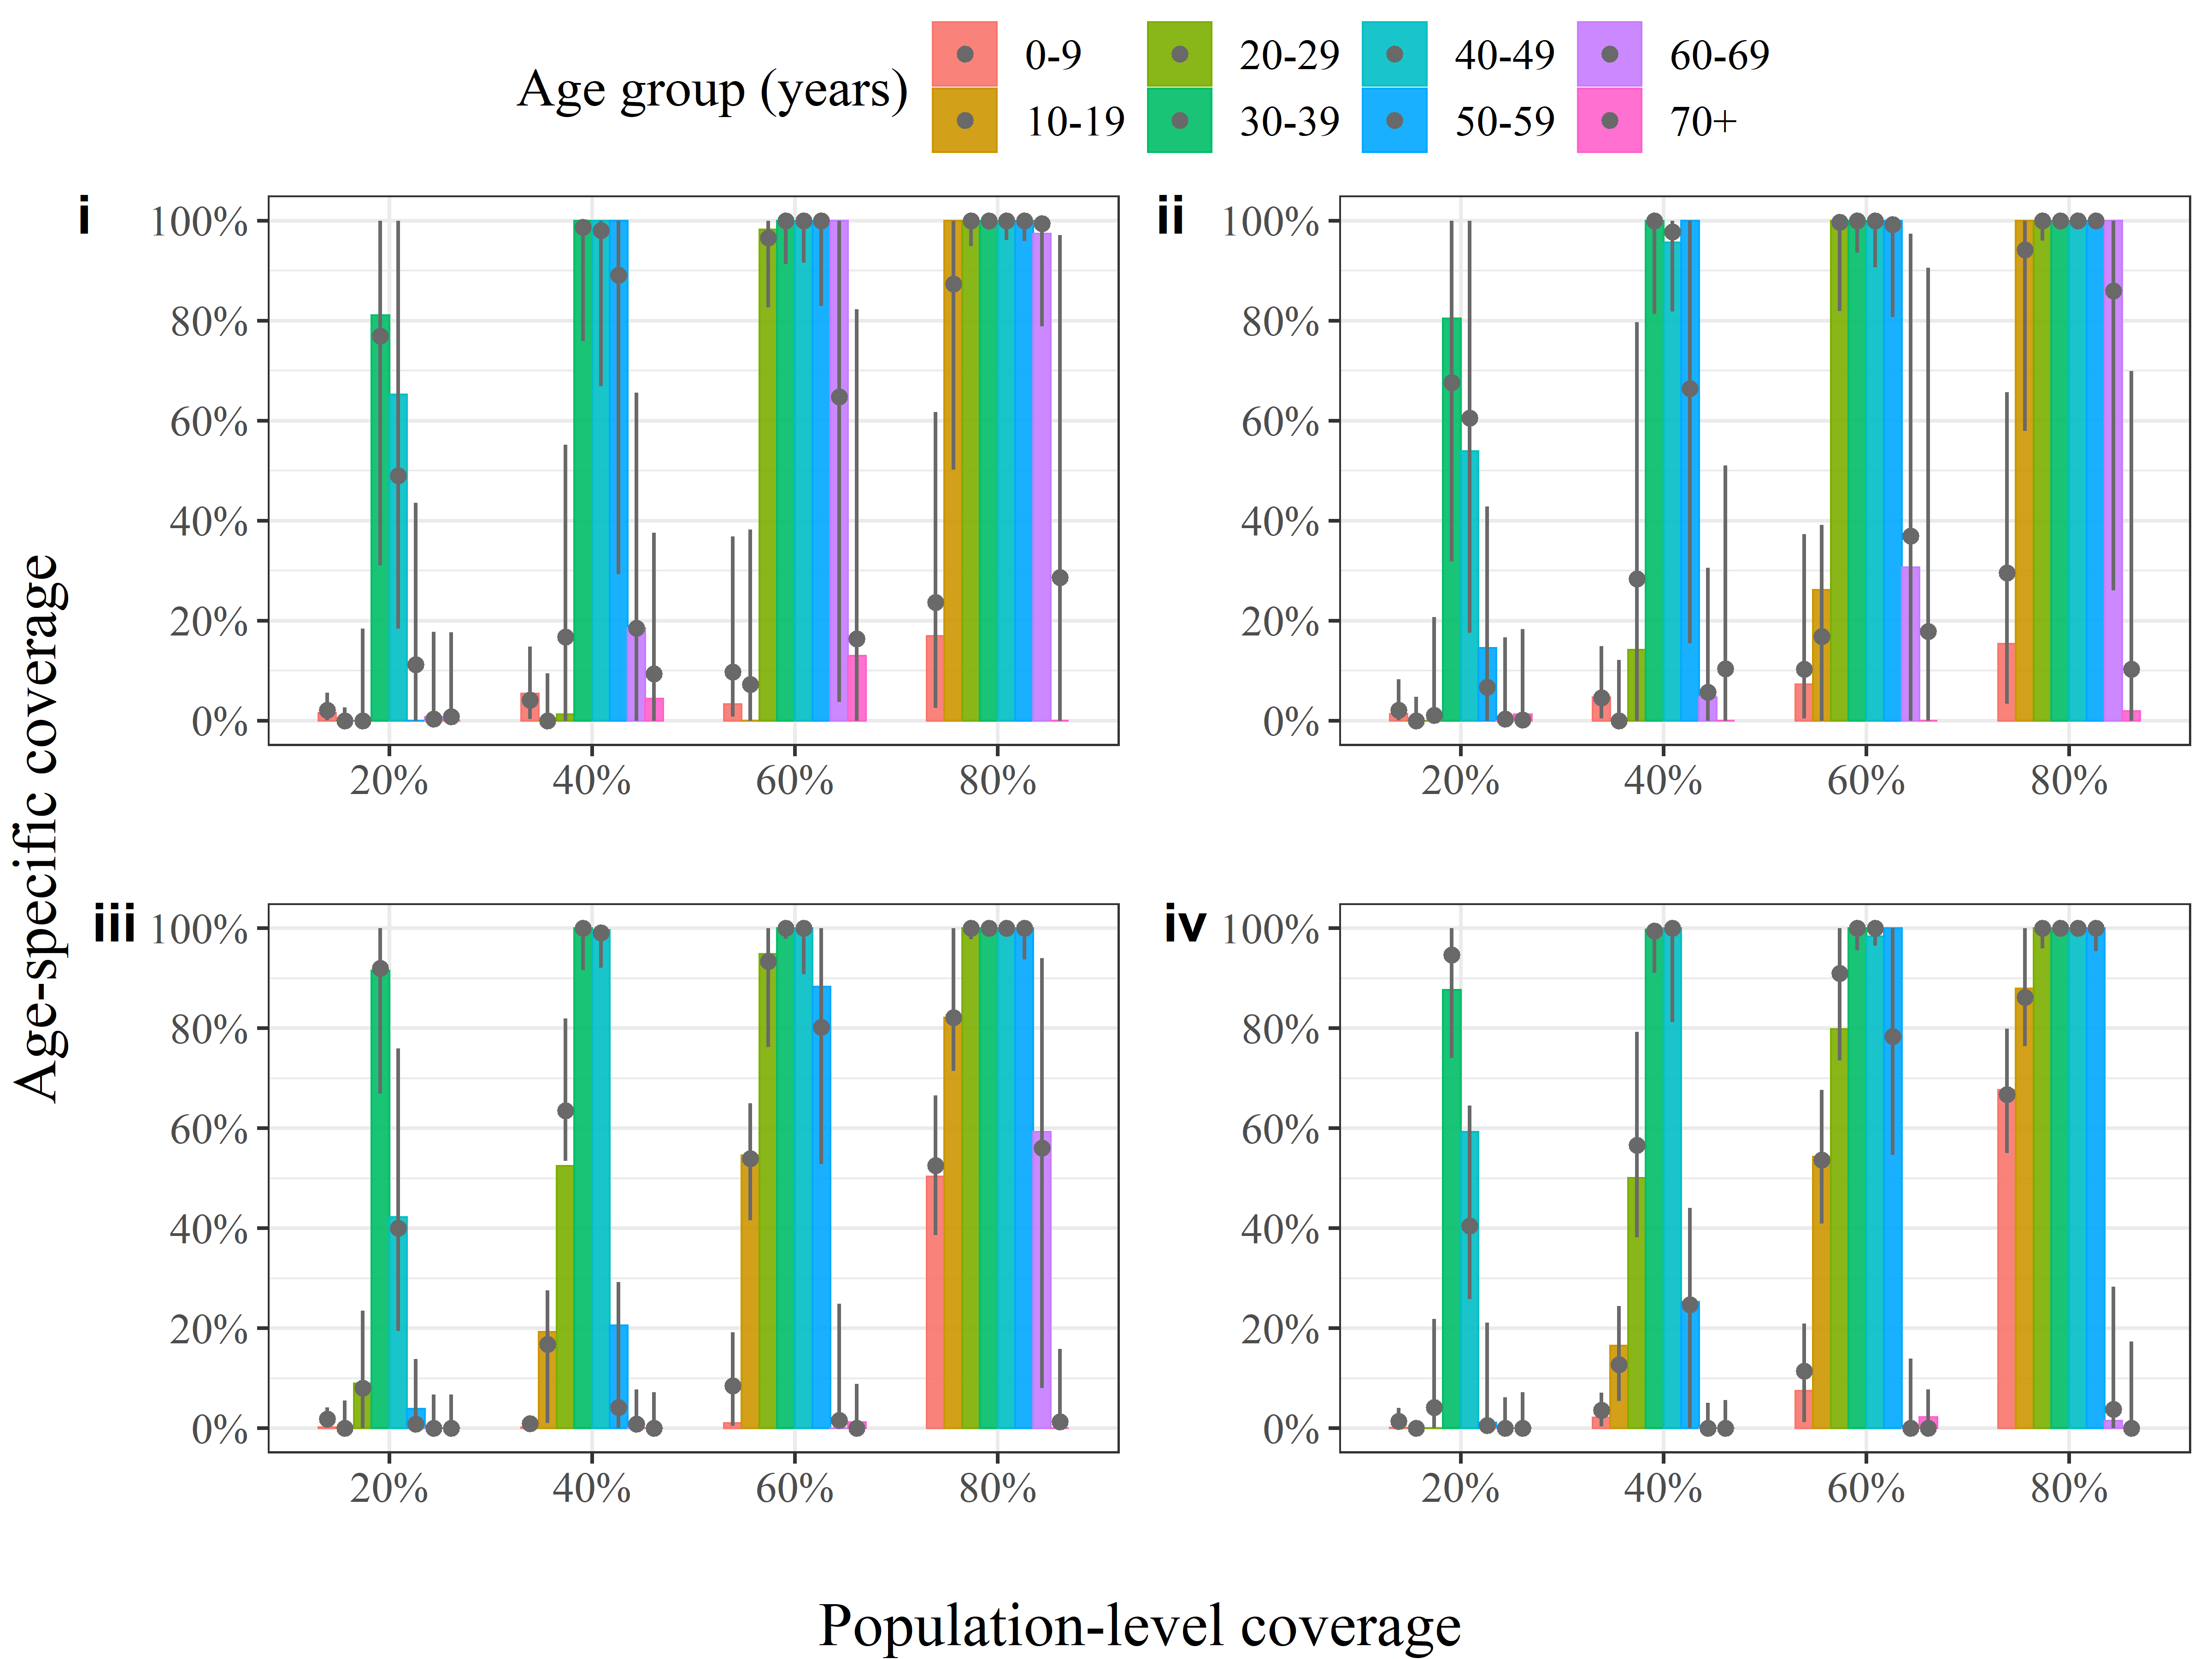 Age group (years)
0-9 20-29 40-49 60-69
10-19 30-39 50-59 70+
i ii
100% 100%
80% 80%
60% 60%
40% 40%
20% 20%
0% 0%
20% 40% 60% 80% 20% 40% 60% 80%
Age-specific coverage
iii iv
100% 100%
80% 80%
60% 60%
40% 40%
20% 20%
0% 0%
20% 40% 60% 80% 20% 40% 60% 80%
Population-level coverage